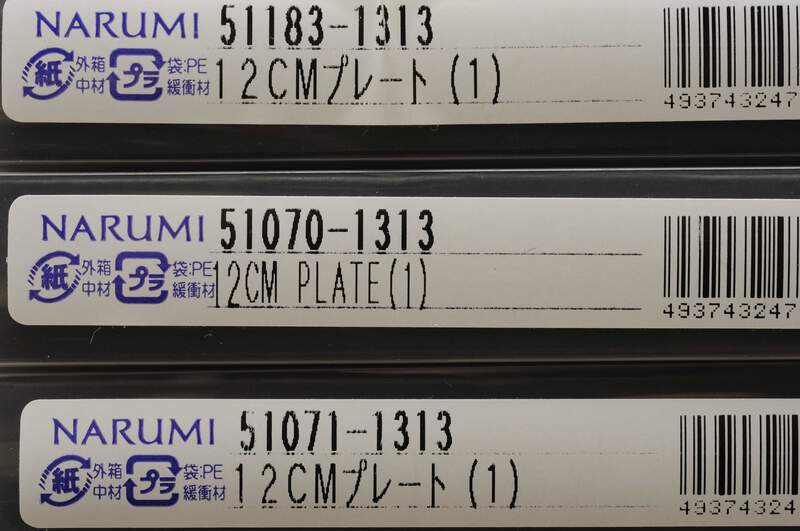 NARUMI 51183-1313
紙 外箱 中材 プラ 袋:PE 緩衝材 12CMプレート(1)
493743247
NARUMI 51070-1313
紙 外箱 中材 プラ 袋:PE 緩衝材 12CM PLATE(1)
493743247
NARUMI 51071-1313
紙 外箱 中材 プラ 袋:PE 緩衝材 12CMプレート(1)
49374324